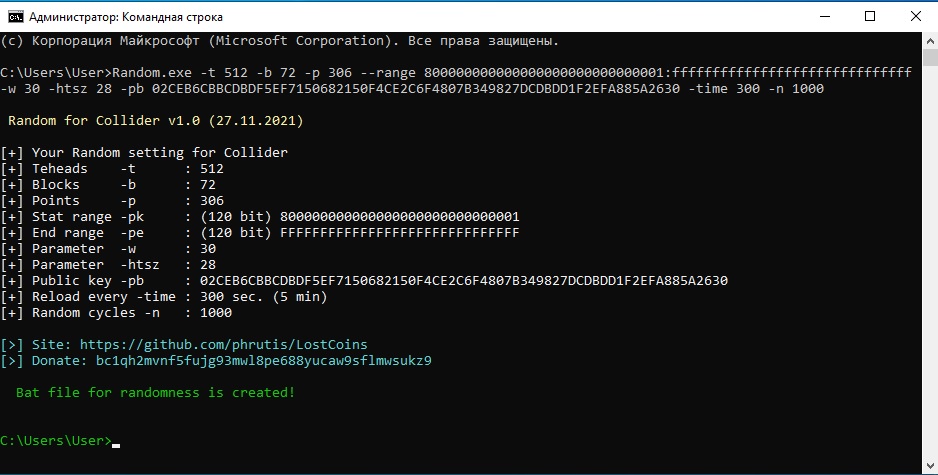 Администратор: Командная строка
(c) Корпорация Майкрософт (Microsoft Corporation). Все права защищены.
C:\Users\User>Random.exe -t 512 -b 72 -p 306 --range 800000000000000000000000000001:ffffffffffffffffffffffffffffff
-w 30 -htsz 28 -pb 02CEB6CBBCDBDF5EF7150682150F4CE2C6F4807B349827DCDBDD1F2EFA885A2630 -time 300 -n 1000
Random for Collider v1.0 (27.11.2021)
[+] Your Random setting for Collider
[+] Teheads    -t      : 512
[+] Blocks     -b      : 72
[+] Points     -p      : 306
[+] Stat range -pk     : (120 bit) 800000000000000000000000000001
[+] End range  -pe     : (120 bit) FFFFFFFFFFFFFFFFFFFFFFFFFFFFFF
[+] Parameter  -w      : 30
[+] Parameter  -htsz   : 28
[+] Public key -pb     : 02CEB6CBBCDBDF5EF7150682150F4CE2C6F4807B349827DCDBDD1F2EFA885A2630
[+] Reload every -time : 300 sec. (5 min)
[+] Random cycles -n   : 1000
[>] Site: https://github.com/phrutis/LostCoins
[>] Donate: bc1qh2mvnf5fujg93mwl8pe688yucaw9sflmwsukz9
Bat file for randomness is created!
C:\Users\User>